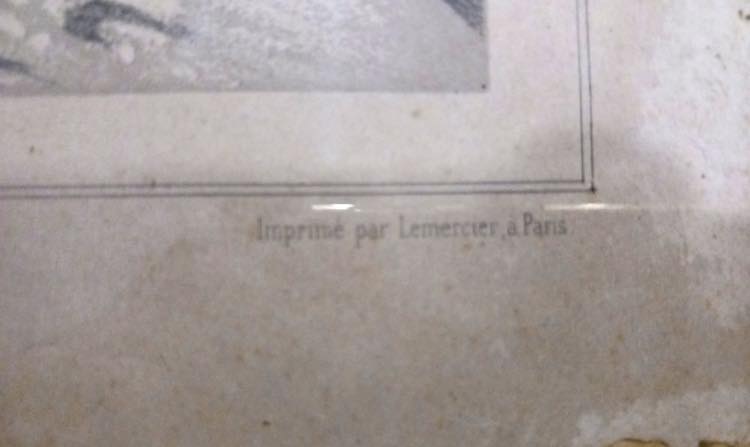 Imprimé par Lemercier, à Paris